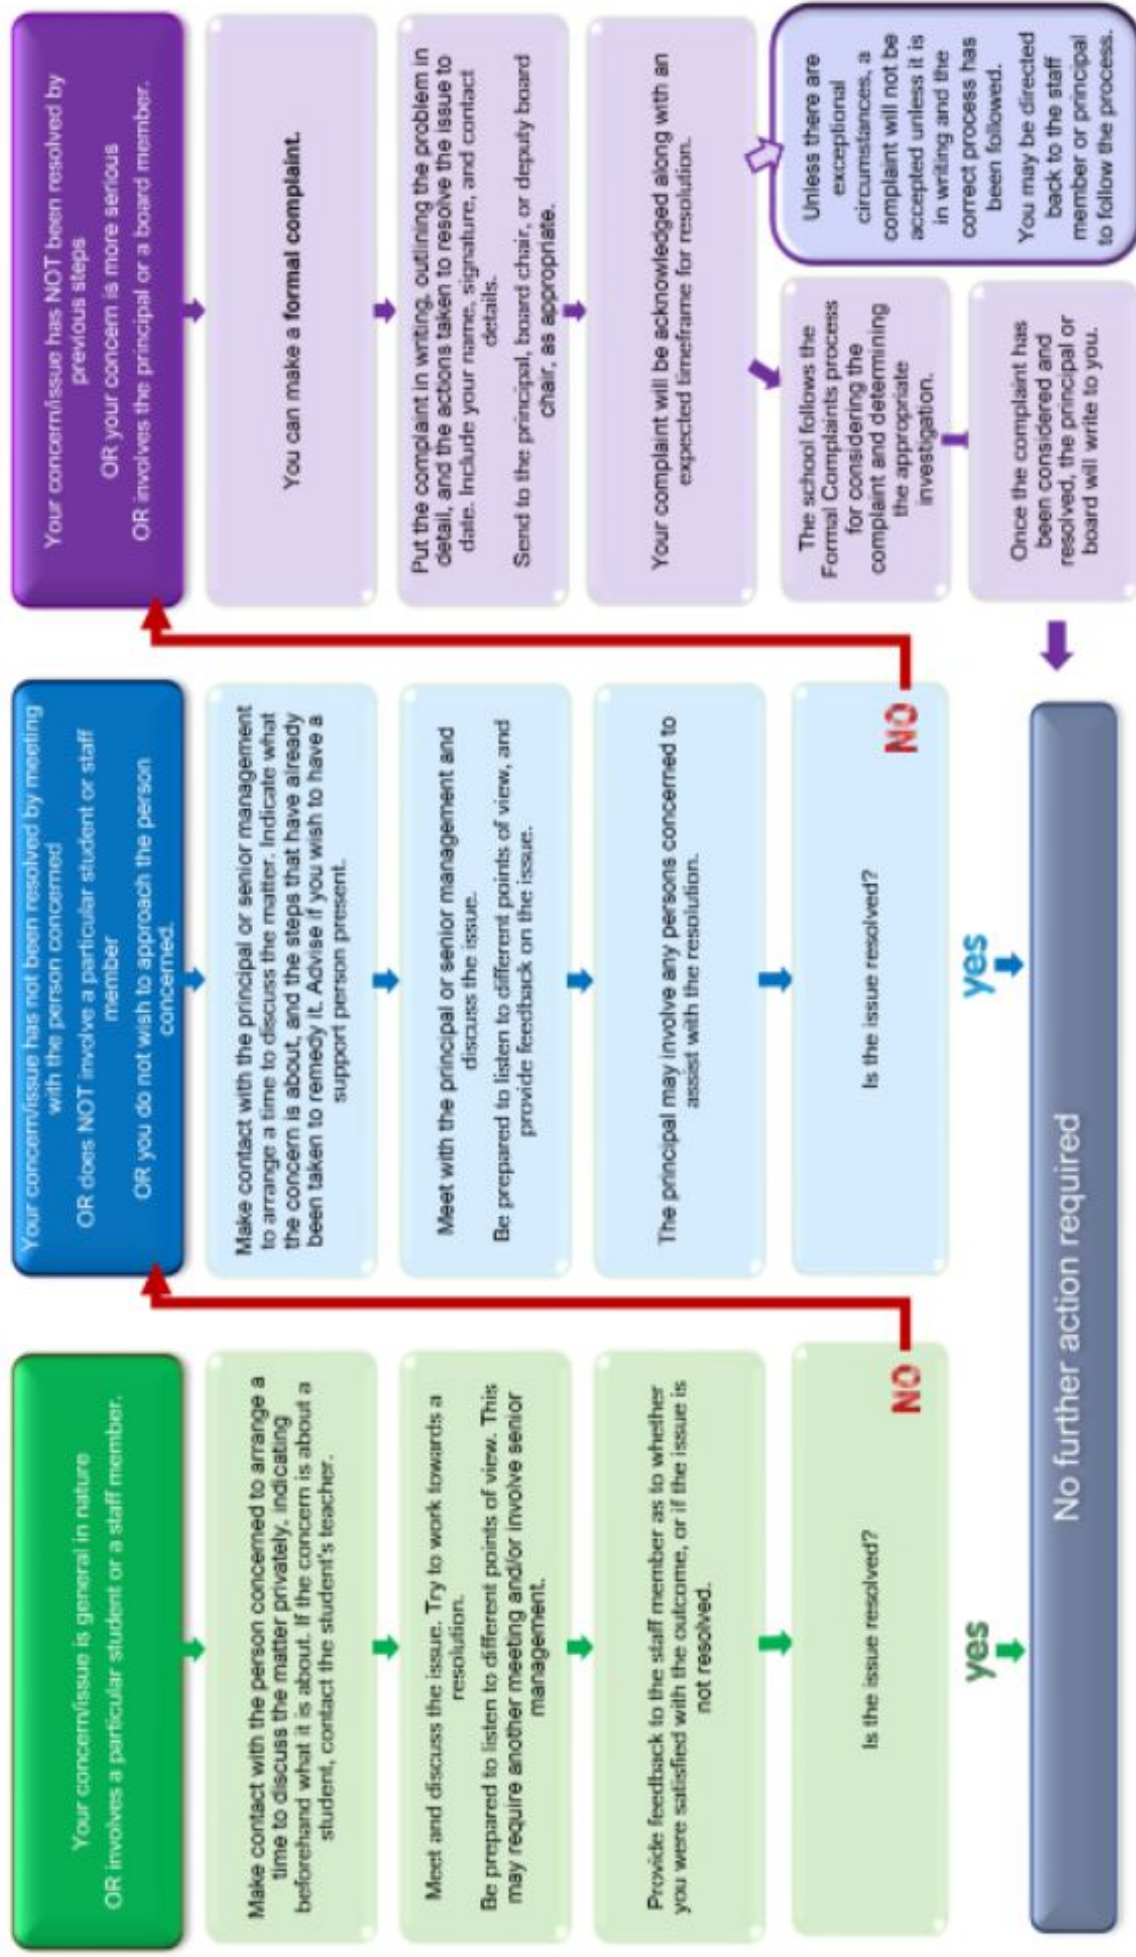 Your concern/issue is general in nature
OR involves a particular student or a staff member.
Make contact with the person concerned to arrange a
time to discuss the matter privately, indicating
beforehand what it is about. If the concern is about a
student, contact the student's teacher.
Meet and discuss the issue. Try to work towards a
resolution.
Be prepared to listen to different points of view. This
may require another meeting and/or involve senior
management.
Provide feedback to the staff member as to whether
you were satisfied with the outcome, or if the issue is
not resolved.
Is the issue resolved?
NO
yes
Your concern/issue has not been resolved by meeting
with the person concerned
OR does NOT involve a particular student or staff
member
OR you do not wish to approach the person
concerned.
Make contact with the principal or senior management
to arrange a time to discuss the matter. Indicate what
the concern is about, and the steps that have already
been taken to remedy it. Advise if you wish to have a
support person present.
Meet with the principal or senior management and
discuss the issue.
Be prepared to listen to different points of view, and
provide feedback on the issue.
The principal may involve any persons concerned to
assist with the resolution.
Is the issue resolved?
NO
yes
Your concern/issue has NOT been resolved by
previous steps
OR your concern is more serious
OR involves the principal or a board member.
You can make a formal complaint.
Put the complaint in writing, outlining the problem in
detail, and the actions taken to resolve the issue to
date. Include your name, signature, and contact
details.
Send to the principal, board chair, or deputy board
chair, as appropriate.
Your complaint will be acknowledged along with an
expected timeframe for resolution.
The school follows the
Formal Complaints process
for considering the
complaint and determining
the appropriate
investigation.
Once the complaint has
been considered and
resolved, the principal or
board will write to you.
Unless there are
exceptional
circumstances, a
complaint will not be
accepted unless it is
in writing and the
correct process has
been followed.
You may be directed
back to the staff
member or principal
to follow the process.
No further action required